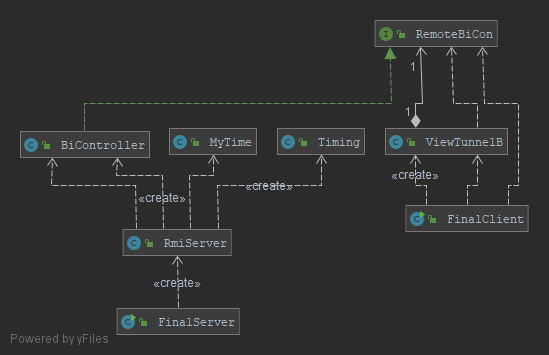 I RemoteBiCon
1
1
C BiController
C MyTime
C Timing
C ViewTunnelB
«create»
«create»
«create»
C FinalClient
C RmiServer
«create»
C FinalServer
Powered by yFiles